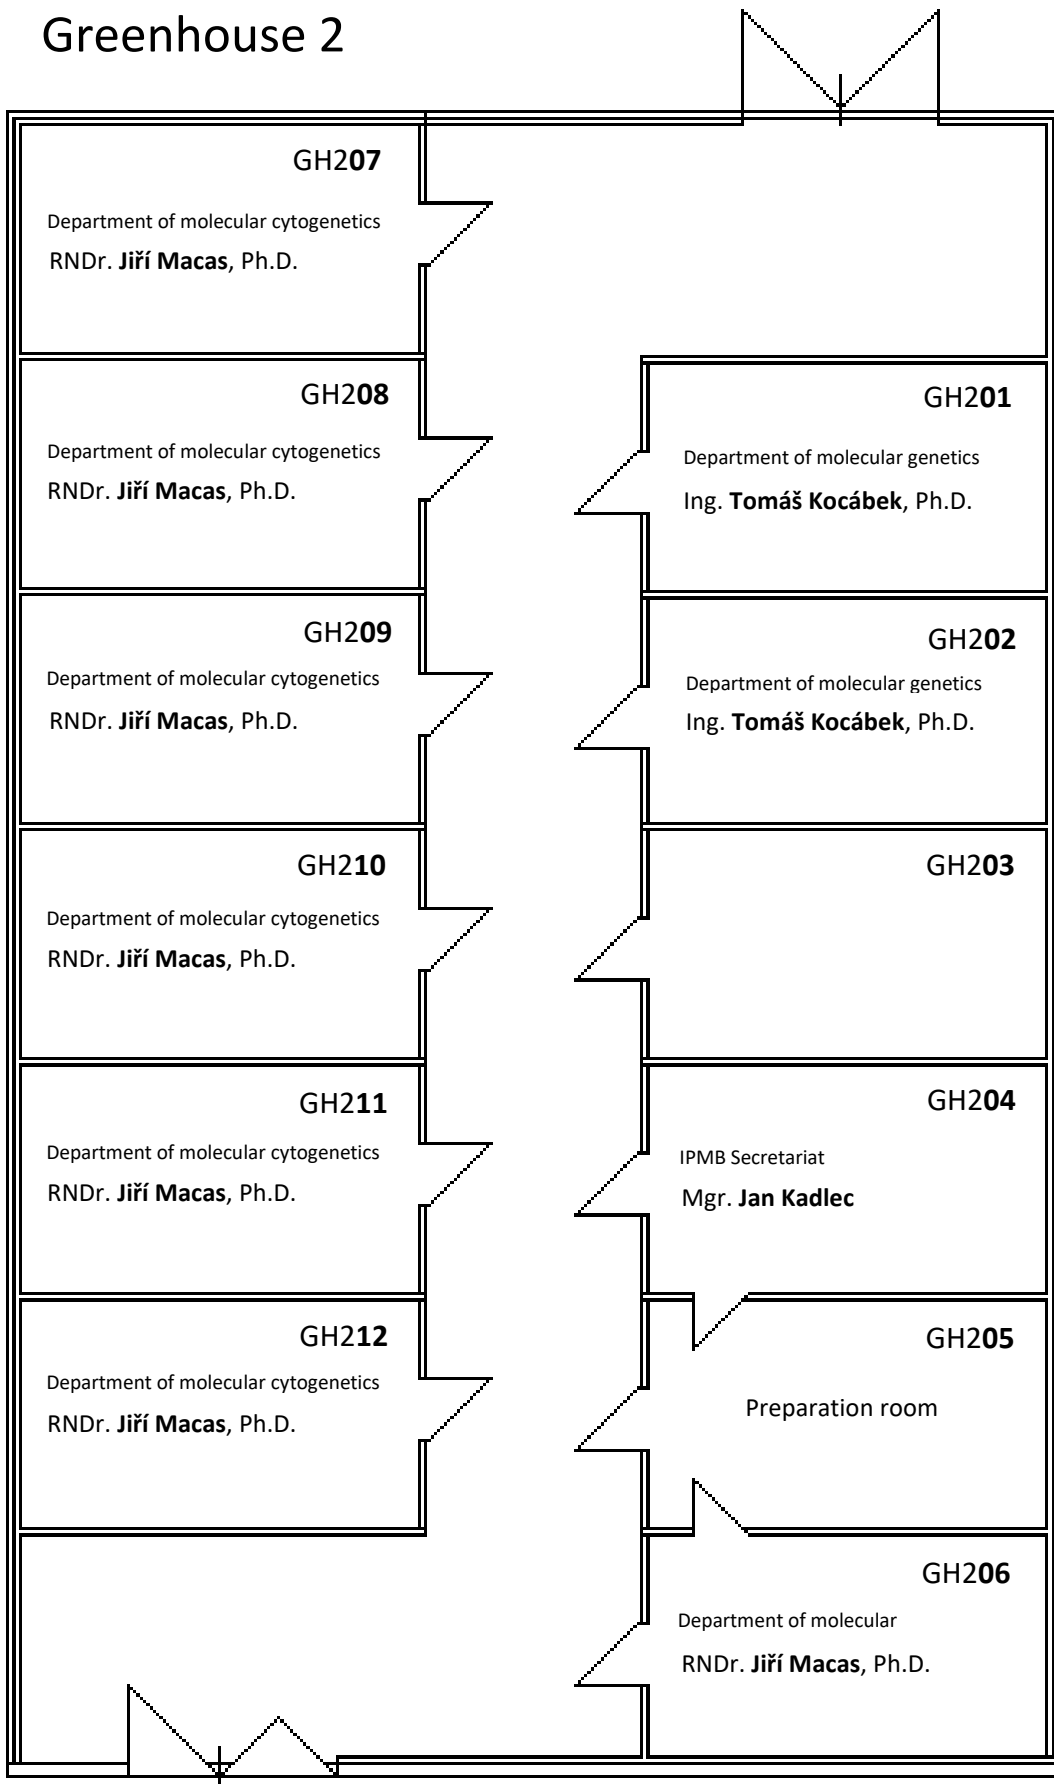 Greenhouse 2
GH207
Department of molecular cytogenetics
RNDr. Jiří Macas, Ph.D.
GH208
Department of molecular cytogenetics
RNDr. Jiří Macas, Ph.D.
GH209
Department of molecular cytogenetics
RNDr. Jiří Macas, Ph.D.
GH210
Department of molecular cytogenetics
RNDr. Jiří Macas, Ph.D.
GH211
Department of molecular cytogenetics
RNDr. Jiří Macas, Ph.D.
GH212
Department of molecular cytogenetics
RNDr. Jiří Macas, Ph.D.
GH201
Department of molecular genetics
Ing. Tomáš Kocábek, Ph.D.
GH202
Department of molecular genetics
Ing. Tomáš Kocábek, Ph.D.
GH203
GH204
IPMB Secretariat
Mgr. Jan Kadlec
GH205
Preparation room
GH206
Department of molecular
RNDr. Jiří Macas, Ph.D.